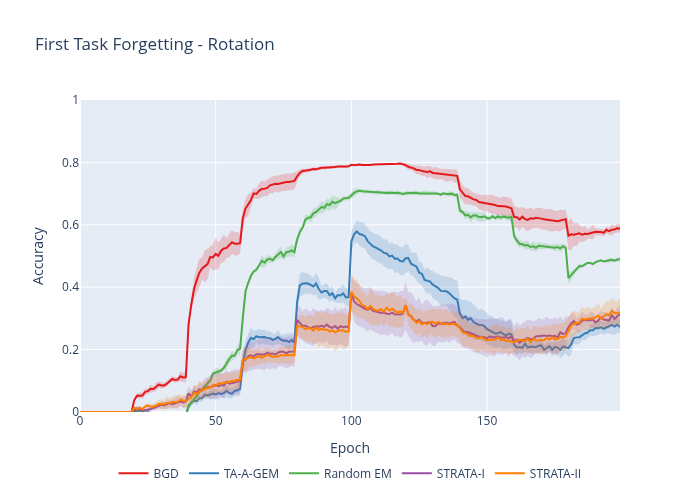 First Task Forgetting - Rotation
1
0.8
0.6
0.4
0.2
0
Accuracy
0 50 100 150
Epoch
BGD TA-A-GEM Random EM STRATA-I STRATA-II